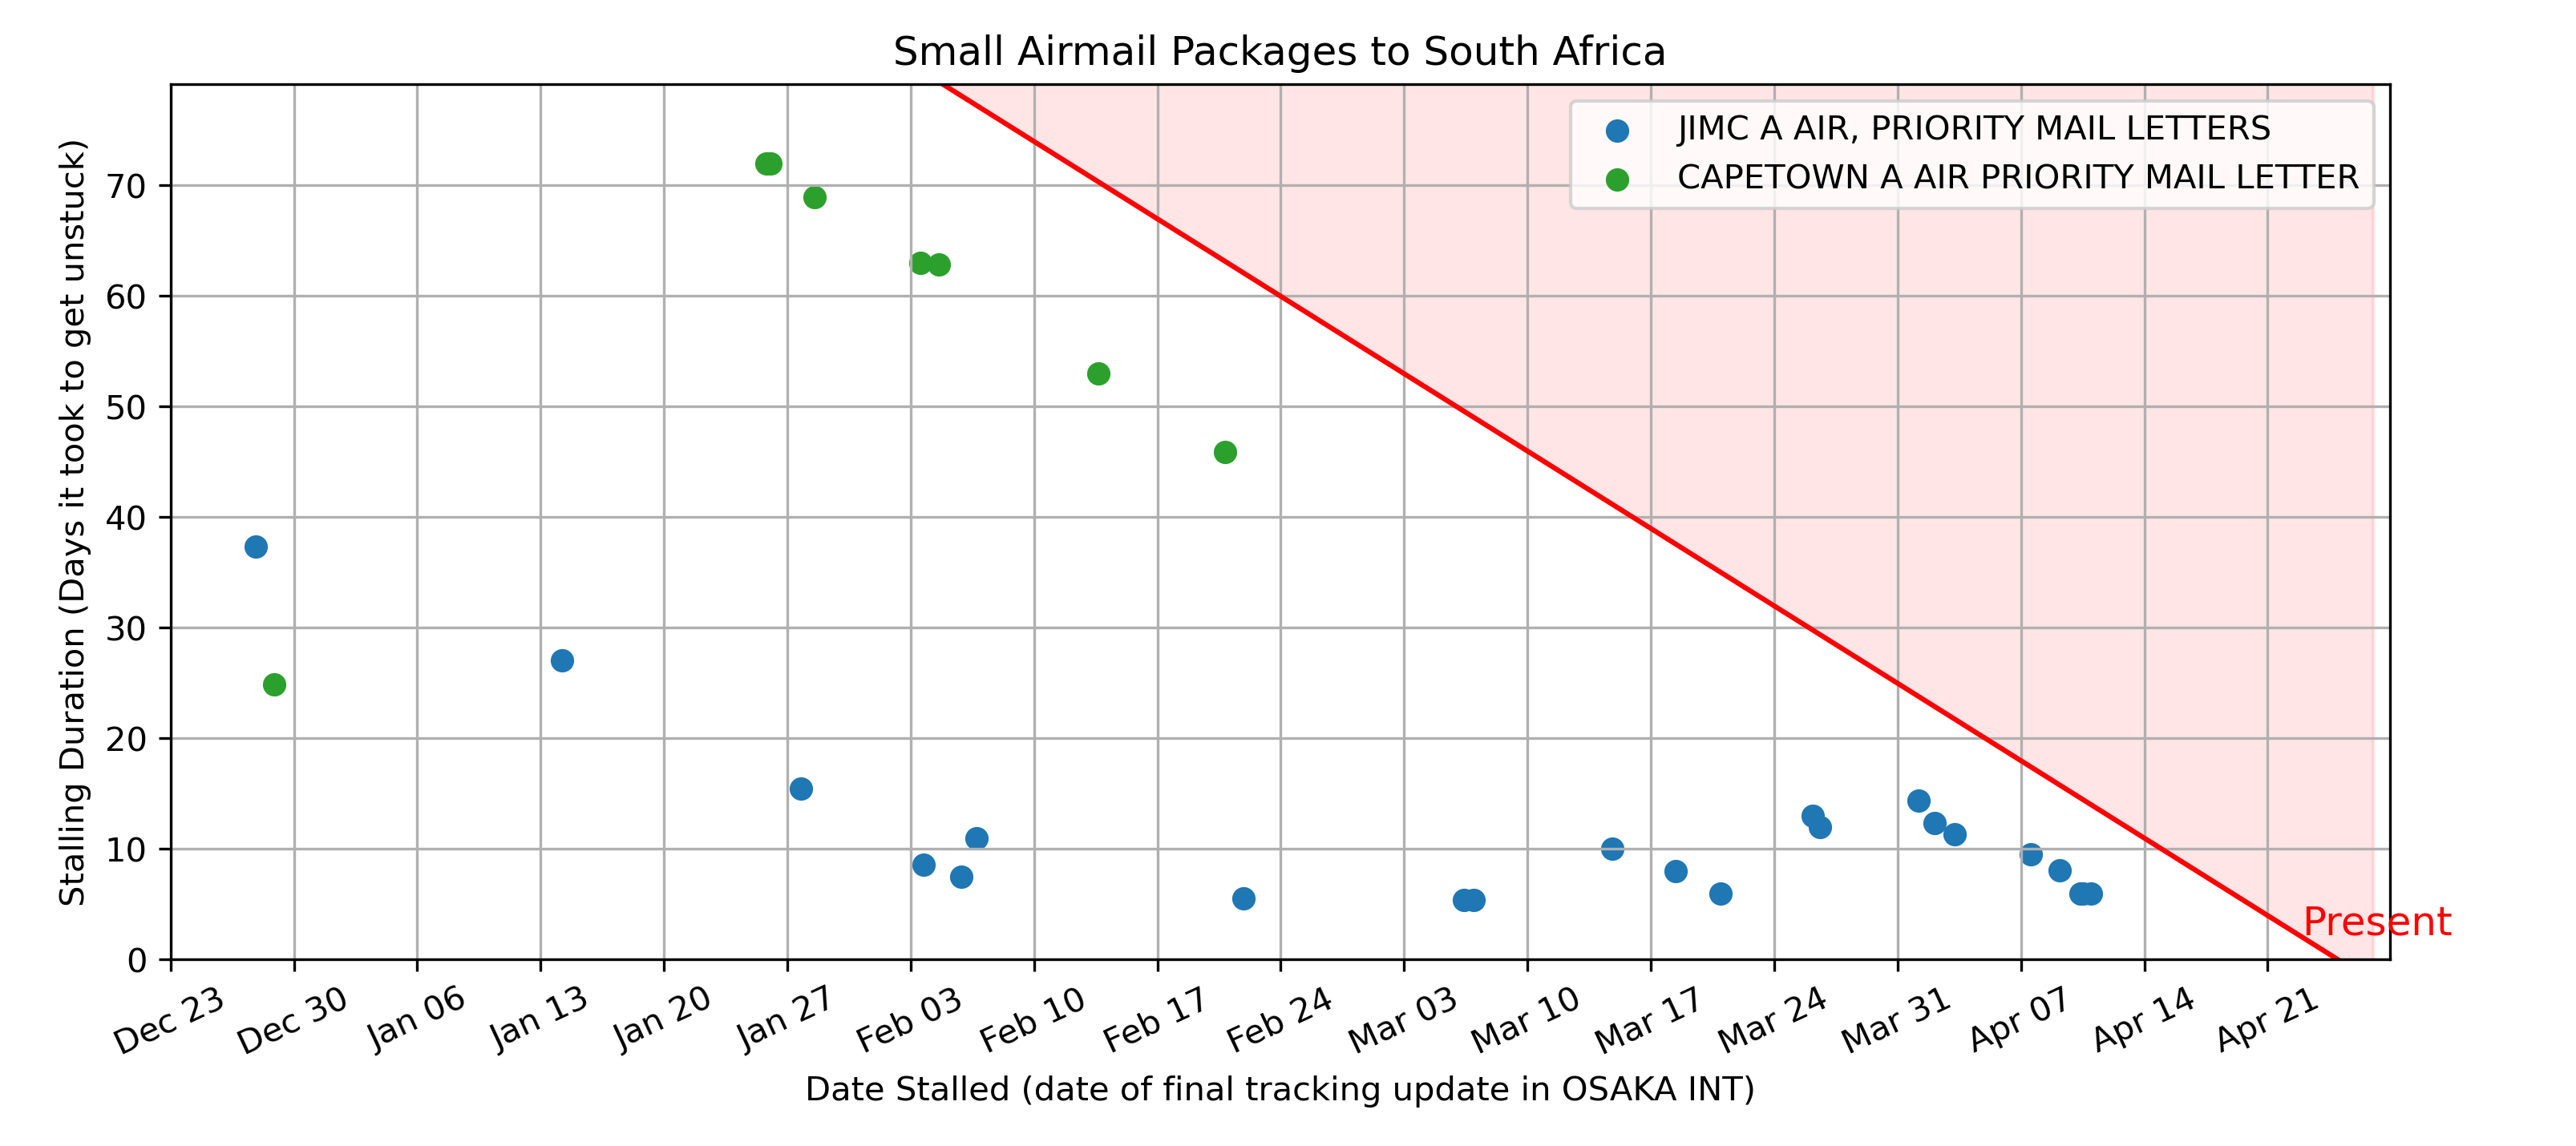 Small Airmail Packages to South Africa
JIMC A AIR, PRIORITY MAIL LETTERS
CAPETOWN A AIR PRIORITY MAIL LETTER
Stalling Duration (Days it took to get unstuck)
70
60
50
40
30
20
10
0
Present
Dec 23
Dec 30
Jan 06
Jan 13
Jan 20
Jan 27
Feb 03
Feb 10
Feb 17
Feb 24
Mar 03
Mar 10
Mar 17
Mar 24
Mar 31
Apr 07
Apr 14
Apr 21
Date Stalled (date of final tracking update in OSAKA INT)